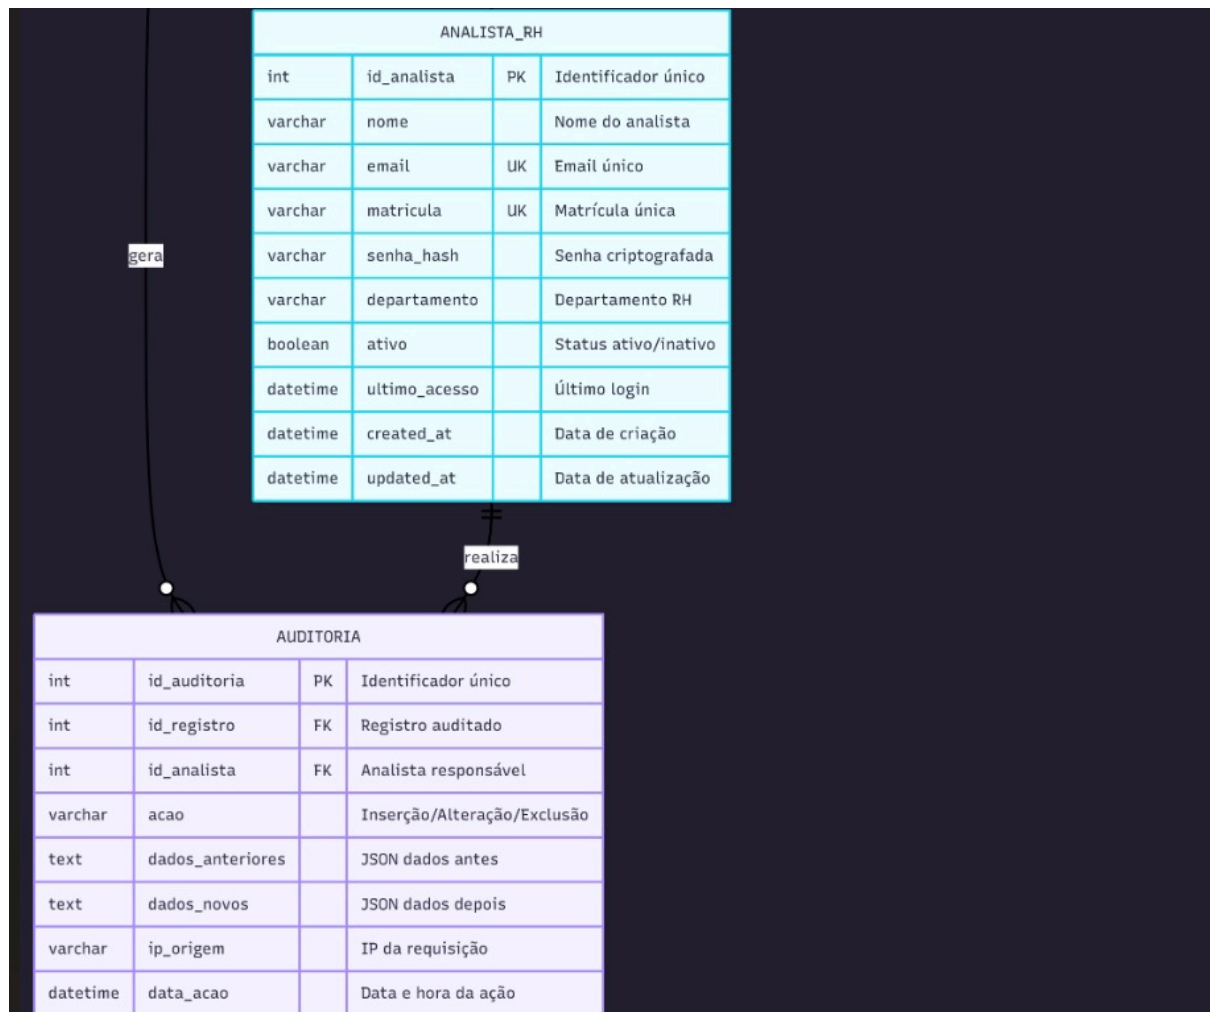 ANALISTA_RH
int id_analista PK Identificador único
varchar nome Nome do analista
varchar email UK Email único
varchar matricula UK Matrícula única
varchar senha_hash Senha criptografada
varchar departamento Departamento RH
boolean ativo Status ativo/inativo
datetime ultimo_acesso Último login
datetime created_at Data de criação
datetime updated_at Data de atualização
gera
realiza
AUDITORIA
int id_auditoria PK Identificador único
int id_registro FK Registro auditado
int id_analista FK Analista responsável
varchar acao Inserção/Alteração/Exclusão
text dados_anteriores JSON dados antes
text dados_novos JSON dados depois
varchar ip_origem IP da requisição
datetime data_acao Data e hora da ação